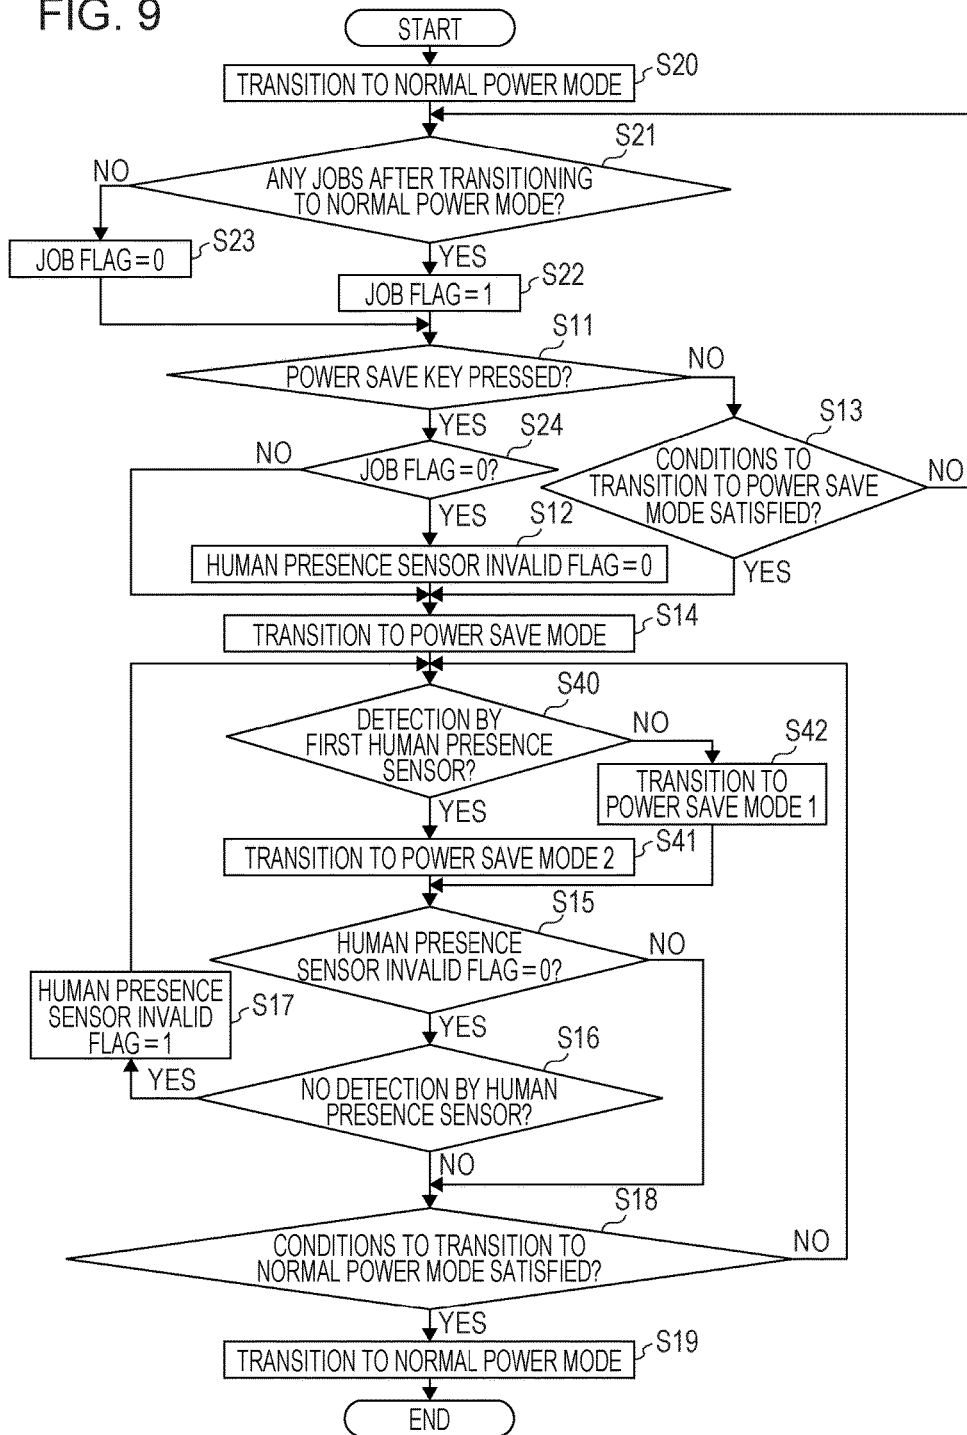 FIG. 9
START
TRANSITION TO NORMAL POWER MODE
S20
S21
ANY JOBS AFTER TRANSITIONING
TO NORMAL POWER MODE?
NO
YES
JOB FLAG = 0
S23
JOB FLAG = 1
S22
S11
POWER SAVE KEY PRESSED?
NO
YES
S24
JOB FLAG = 0?
NO
YES
S13
CONDITIONS TO
TRANSITION TO POWER SAVE
MODE SATISFIED?
NO
YES
S12
HUMAN PRESENCE SENSOR INVALID FLAG = 0
TRANSITION TO POWER SAVE MODE
S14
S40
DETECTION BY
FIRST HUMAN PRESENCE
SENSOR?
NO
YES
S42
TRANSITION TO
POWER SAVE MODE 1
TRANSITION TO POWER SAVE MODE 2
S41
S15
HUMAN PRESENCE
SENSOR INVALID FLAG = 0?
NO
YES
HUMAN PRESENCE
SENSOR INVALID
FLAG = 1
S17
S16
NO DETECTION BY HUMAN
PRESENCE SENSOR?
YES
NO
S18
CONDITIONS TO TRANSITION TO
NORMAL POWER MODE SATISFIED?
NO
YES
TRANSITION TO NORMAL POWER MODE
S19
END